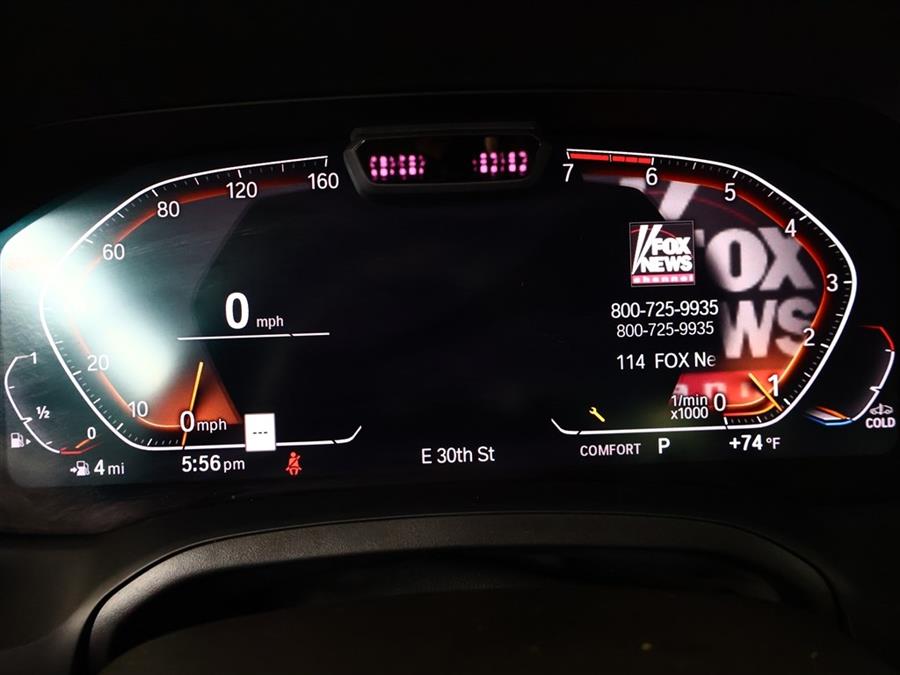 160
120
80
60
20
10
0 mph
0 mph
1
½
0
4 mi
5:56 pm
---
E 30th St
7
6
5
4
3
2
1
0
1/min
x1000
FOX
NEWS
channel
FOX
NEWS
800-725-9935
800-725-9935
114 FOX Ne
COMFORT P
+74 °F
COLD